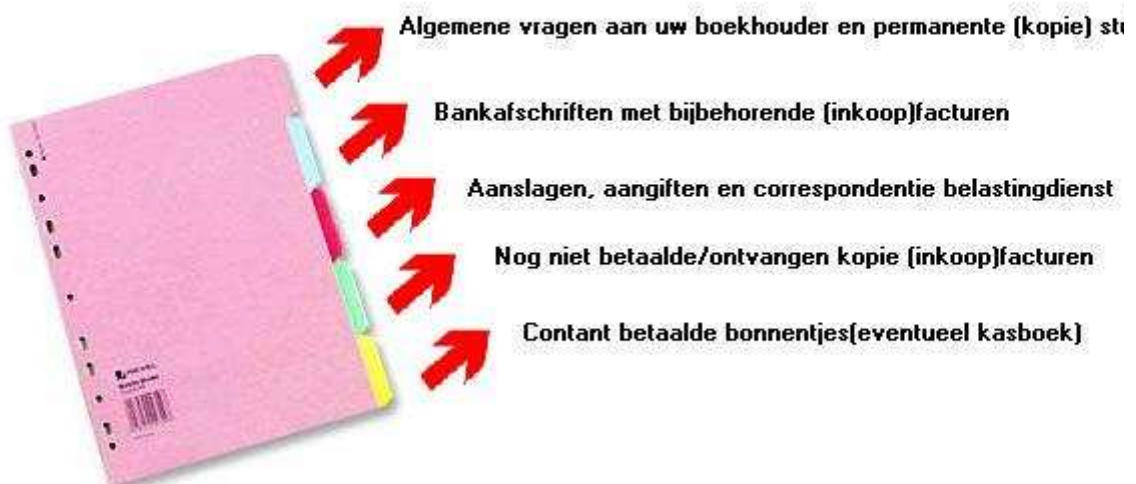 Algemene vragen aan uw boekhouder en permanente (kopie)
Bankafschriften met bijbehorende (inkoop)facturen
Aanslagen, aangiften en correspondentie belastingdienst
Nog niet betaalde/ontvangen kopie (inkoop)facturen
Contant betaalde bonnentjes(eventueel kasboek)